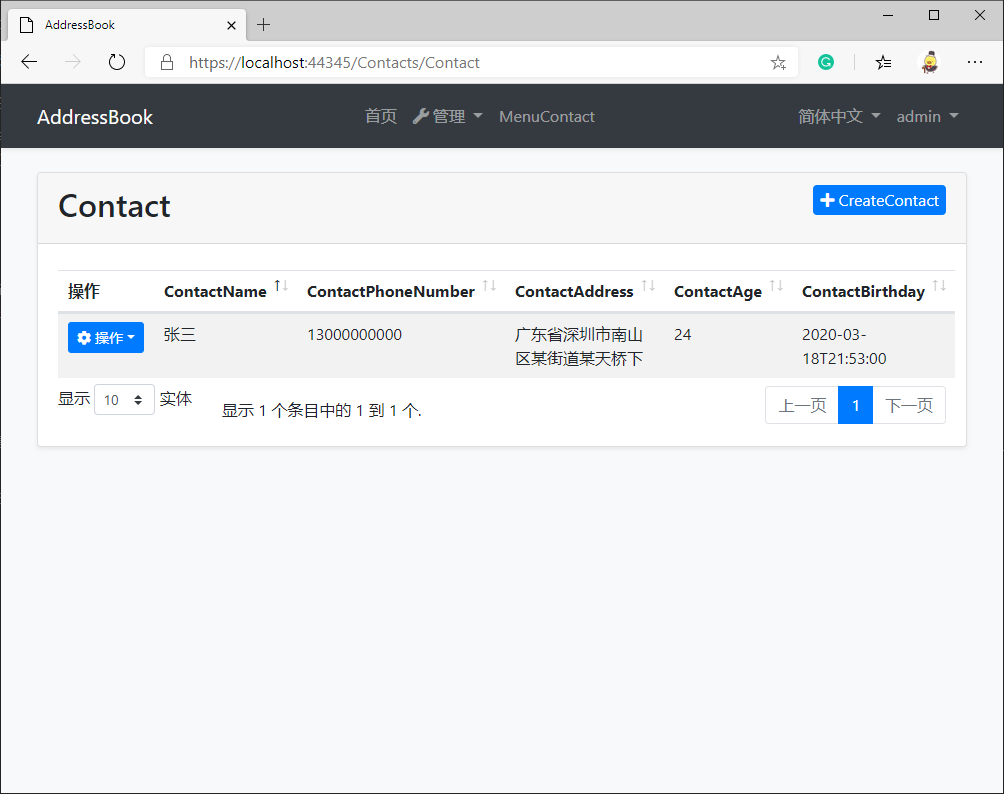 AddressBook
https://localhost:44345/Contacts/Contact
AddressBook 首页 管理 MenuContact 简体中文 admin
Contact
CreateContact
操作 ContactName ContactPhoneNumber ContactAddress ContactAge ContactBirthday
操作 张三 13000000000 广东省深圳市南山 24 2020-03-
区某街道某天桥下 18T21:53:00
显示 10 实体 显示 1 个条目中的 1 到 1 个. 上一页 1 下一页